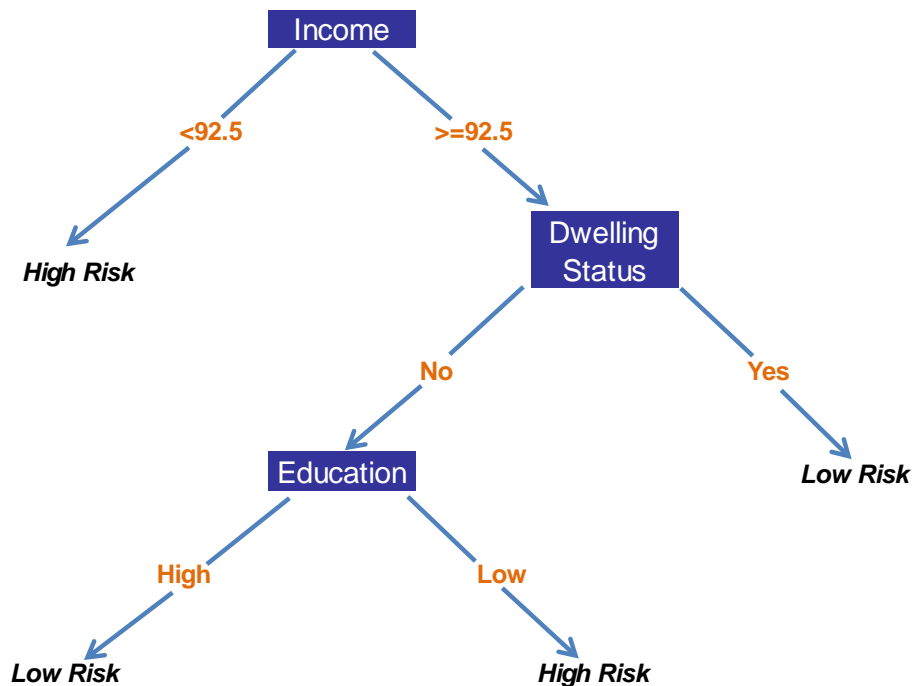 Income
<92.5
>=92.5
Dwelling
Status
High Risk
No
Yes
Education
Low Risk
High
Low
Low Risk
High Risk